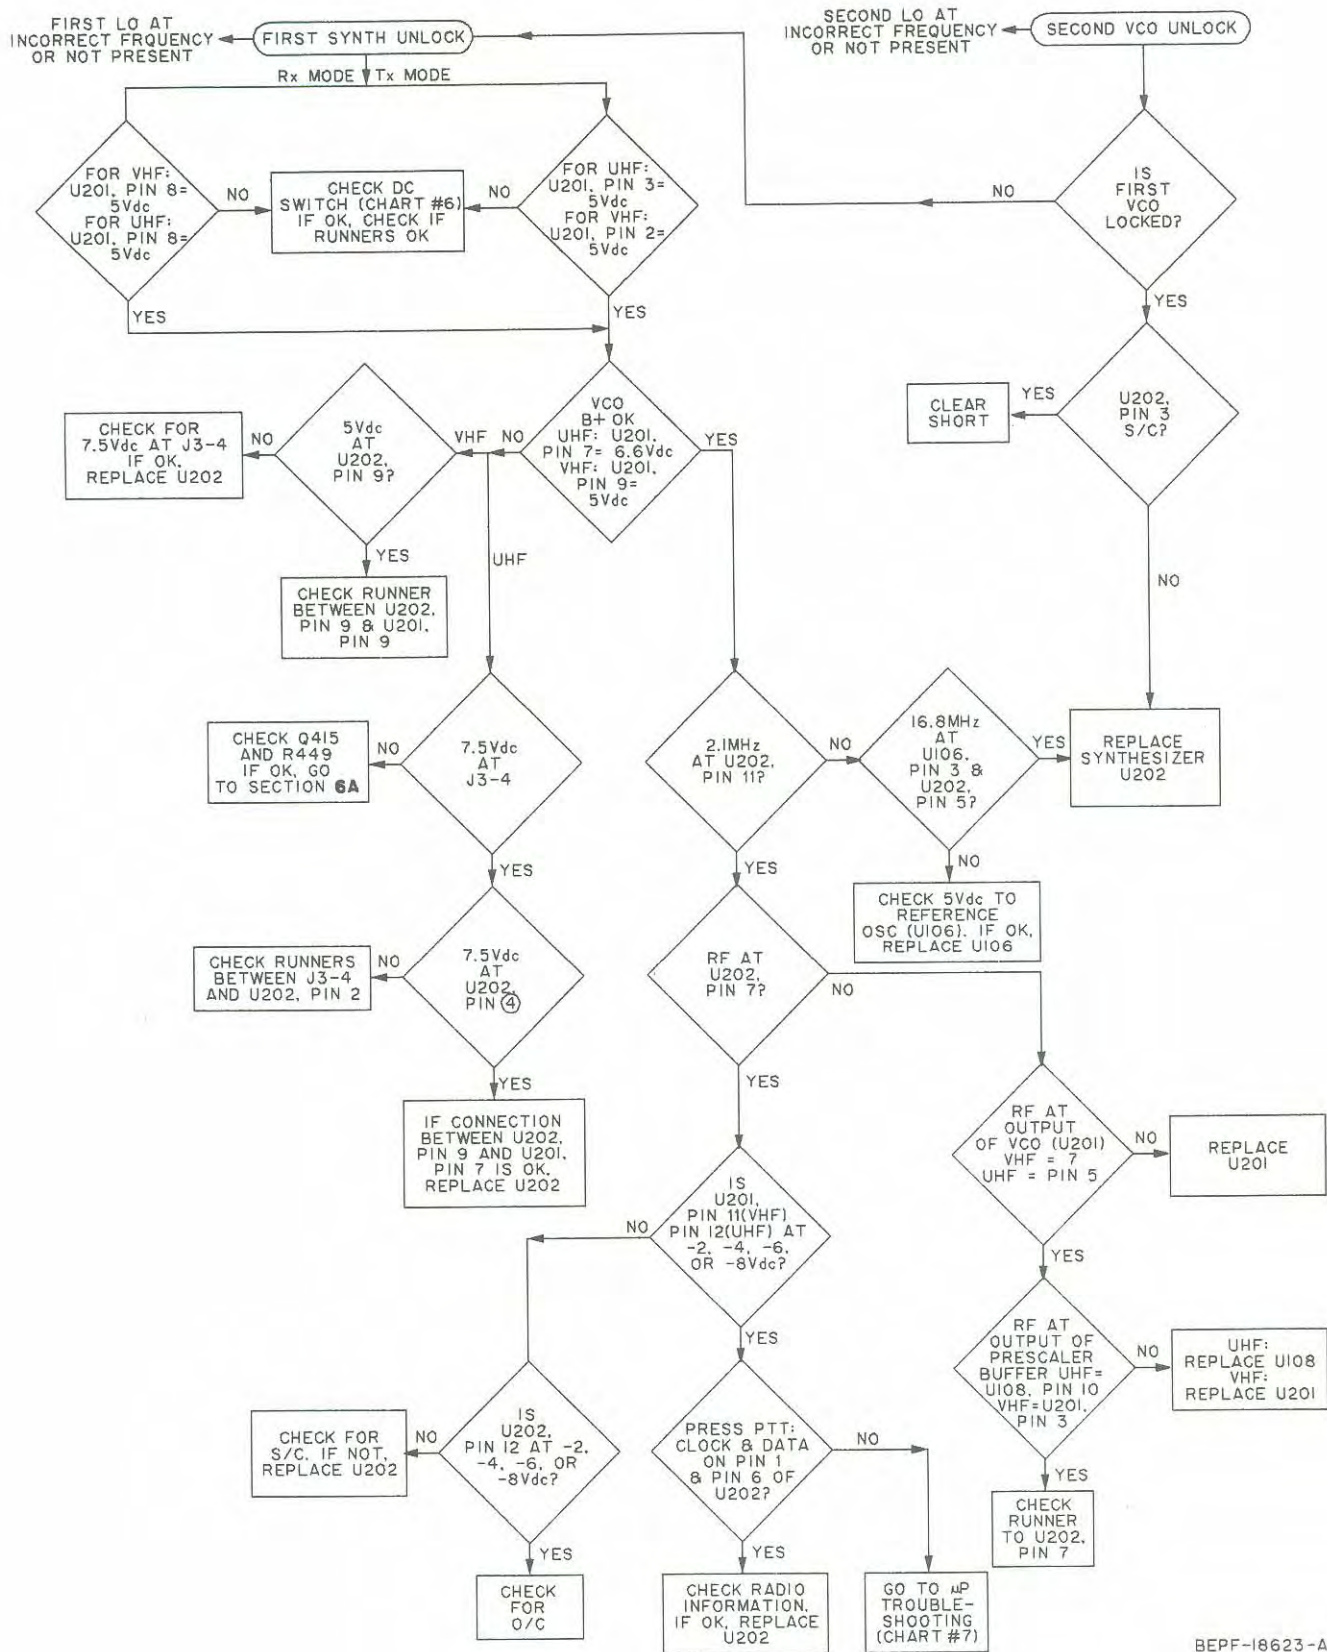 FIRST LO AT
INCORRECT FRQUENCY
OR NOT PRESENT
FIRST SYNTH UNLOCK
SECOND LO AT
INCORRECT FREQUENCY
OR NOT PRESENT
SECOND VCO UNLOCK
Rx MODE
Tx MODE
FOR VHF:
U201, PIN 8=
5Vdc
FOR UHF:
U201, PIN 8=
5Vdc
NO
YES
CHECK DC
SWITCH (CHART #6)
IF OK, CHECK IF
RUNNERS OK
NO
FOR UHF:
U201, PIN 3=
5Vdc
FOR VHF:
U201, PIN 2=
5Vdc
YES
NO
IS
FIRST
VCO
LOCKED?
YES
CHECK FOR
7.5Vdc AT J3-4
IF OK,
REPLACE U202
NO
5Vdc
AT
U202,
PIN 9?
YES
VHF
NO
UHF
VCO
B+ OK
UHF: U201,
PIN 7= 6.6Vdc
VHF: U201,
PIN 9=
5Vdc
YES
CLEAR
SHORT
YES
U202,
PIN 3
S/C?
NO
CHECK RUNNER
BETWEEN U202,
PIN 9 & U201,
PIN 9
CHECK Q415
AND R449
IF OK, GO
TO SECTION 6A
NO
7.5Vdc
AT
J3-4
YES
2.1MHz
AT U202,
PIN 11?
NO
YES
16.8MHz
AT
U106,
PIN 3 &
U202,
PIN 5?
YES
NO
REPLACE
SYNTHESIZER
U202
CHECK 5Vdc TO
REFERENCE
OSC (U106). IF OK,
REPLACE U106
CHECK RUNNERS
BETWEEN J3-4
AND U202, PIN 2
NO
7.5Vdc
AT
U202,
PIN 4
YES
RF AT
U202,
PIN 7?
NO
YES
IF CONNECTION
BETWEEN U202,
PIN 9 AND U201,
PIN 7 IS OK,
REPLACE U202
RF AT
OUTPUT
OF VCO (U201)
VHF = 7
UHF = PIN 5
NO
YES
REPLACE
U201
NO
IS
U201,
PIN 11(VHF)
PIN 12(UHF) AT
-2, -4, -6,
OR -8Vdc?
YES
RF AT
OUTPUT OF
PRESCALER
BUFFER UHF=
U108, PIN 10
VHF=U201,
PIN 3
NO
YES
UHF:
REPLACE U108
VHF:
REPLACE U201
CHECK FOR
S/C. IF NOT,
REPLACE U202
NO
IS
U202,
PIN 12 AT -2,
-4, -6, OR
-8Vdc?
YES
PRESS PTT:
CLOCK & DATA
ON PIN 1
& PIN 6 OF
U202?
NO
YES
CHECK
RUNNER
TO U202,
PIN 7
CHECK
FOR
O/C
CHECK RADIO
INFORMATION,
IF OK, REPLACE
U202
GO TO µP
TROUBLE-
SHOOTING
(CHART #7)
BEPF-18623-A